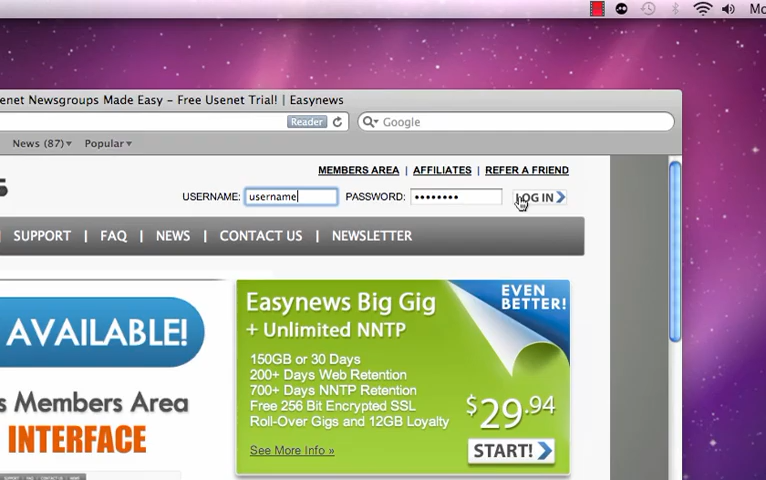 enet Newsgroups Made Easy – Free Usenet Trial! | Easynews
Reader
Google
News (87)
Popular
MEMBERS AREA | AFFILIATES | REFER A FRIEND
USERNAME: username PASSWORD: ••••••••
LOG IN
SUPPORT | FAQ | NEWS | CONTACT US | NEWSLETTER
AVAILABLE!
s Members Area
INTERFACE
Easynews Big Gig
+ Unlimited NNTP
EVEN
BETTER!
150GB or 30 Days
200+ Days Web Retention
700+ Days NNTP Retention
Free 256 Bit Encrypted SSL
Roll-Over Gigs and 12GB Loyalty
$29.94
See More Info »
START!